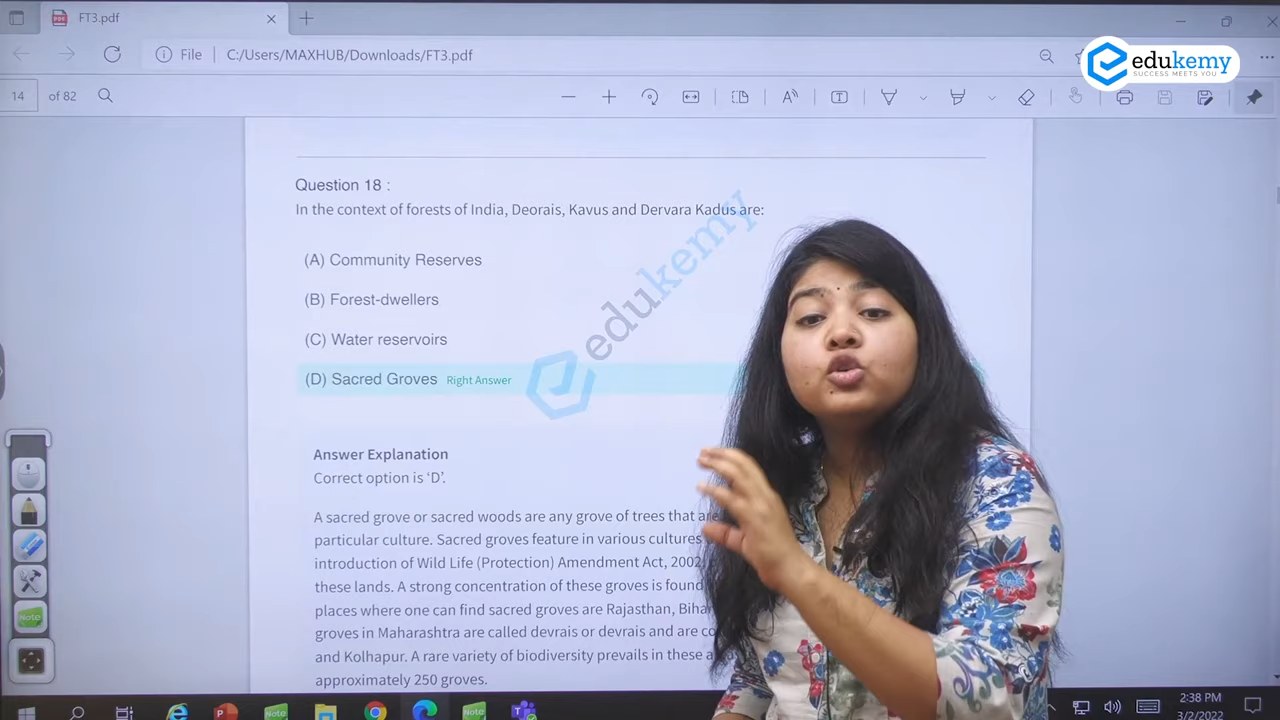 FT3.pdf
File C:/Users/MAXHUB/Downloads/FT3.pdf
edukemy
SUCCESS MEETS YOU
14 of 82
Question 18 :
In the context of forests of India, Deorais, Kavus and Dervara Kadus are:
(A) Community Reserves
(B) Forest-dwellers
(C) Water reservoirs
(D) Sacred Groves Right Answer
edukemy
Answer Explanation
Correct option is ‘D’.
A sacred grove or sacred woods are any grove of trees that are
particular culture. Sacred groves feature in various cultures
introduction of Wild Life (Protection) Amendment Act, 2002,
these lands. A strong concentration of these groves is found
places where one can find sacred groves are Rajasthan,
groves in Maharashtra are called devrais or devrais and are
and Kolhapur. A rare variety of biodiversity prevails in these
approximately 250 groves.
Note
2:38 PM
3/2/2022